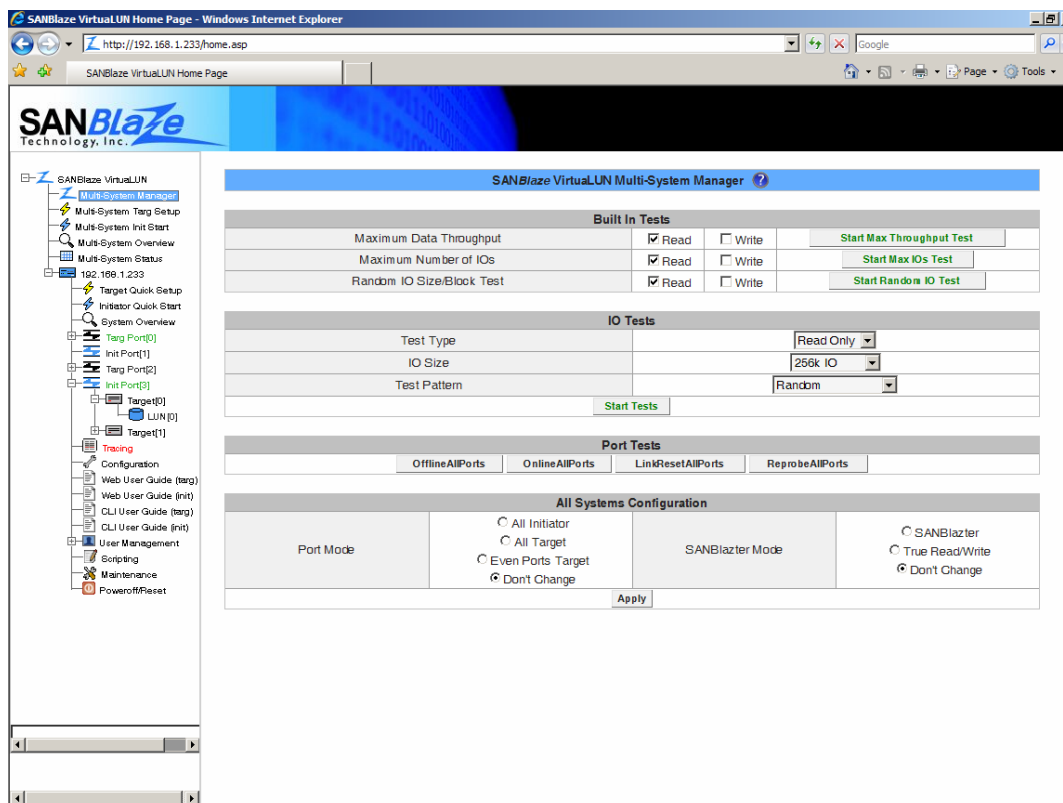 SANBlaze VirtuaLUN Home Page - Windows Internet Explorer
http://192.168.1.233/home.asp
Google
SANBlaze VirtuaLUN Home Page
Page
Tools
SANBlaze
Technology, Inc.
SANBlaze VirtuaLUN
Multi-System Manager
Multi-System Targ Setup
Multi-System Init Start
Multi-System Overview
Multi-System Status
192.168.1.233
Target Quick Setup
Initiator Quick Start
System Overview
Targ Port[0]
Init Port[1]
Targ Port[2]
Init Port[3]
Target[0]
LUN[0]
Target[1]
Tracing
Configuration
Web User Guide (targ)
Web User Guide (init)
CLI User Guide (targ)
CLI User Guide (init)
User Management
Scripting
Maintenance
Poweroff/Reset
SANBlaze VirtuaLUN Multi-System Manager ?
Built In Tests
Maximum Data Throughput Read Write Start Max Throughput Test
Maximum Number of IOs Read Write Start Max IOs Test
Random IO Size/Block Test Read Write Start Random IO Test
IO Tests
Test Type Read Only
IO Size 256k IO
Test Pattern Random
Start Tests
Port Tests
OfflineAllPorts OnlineAllPorts LinkResetAllPorts ReprobeAllPorts
All Systems Configuration
Port Mode
All Initiator
All Target
Even Ports Target
Don't Change
SANBlazter Mode
SANBlazter
True Read/Write
Don't Change
Apply